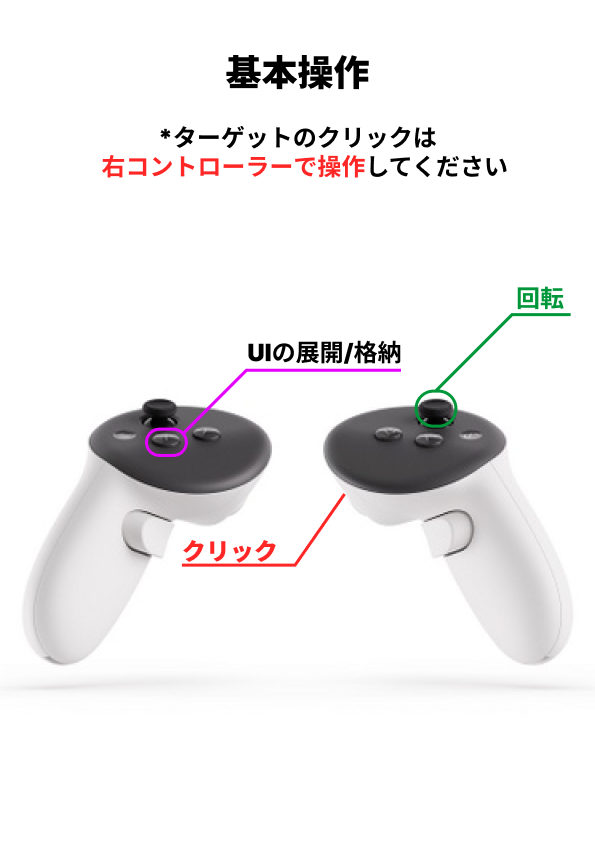 基本操作
*ターゲットのクリックは
右コントローラーで操作してください
回転
UIの展開/格納
クリック